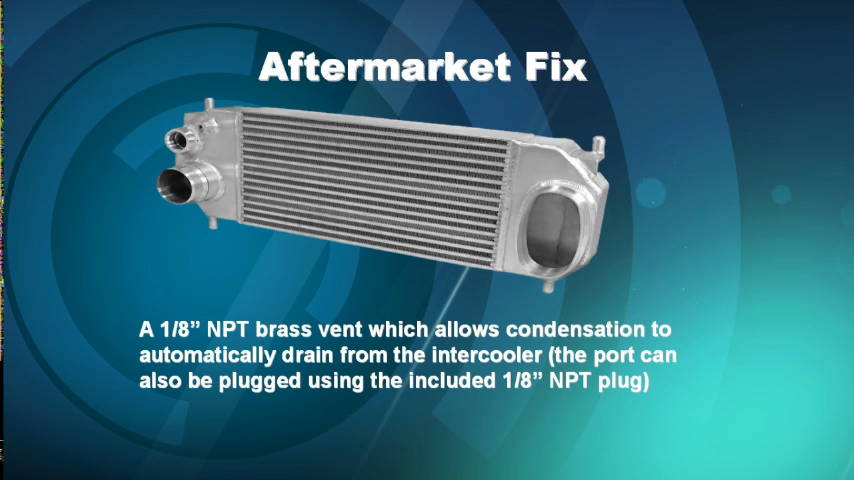 Aftermarket Fix
A 1/8” NPT brass vent which allows condensation to
automatically drain from the intercooler (the port can
also be plugged using the included 1/8” NPT plug)